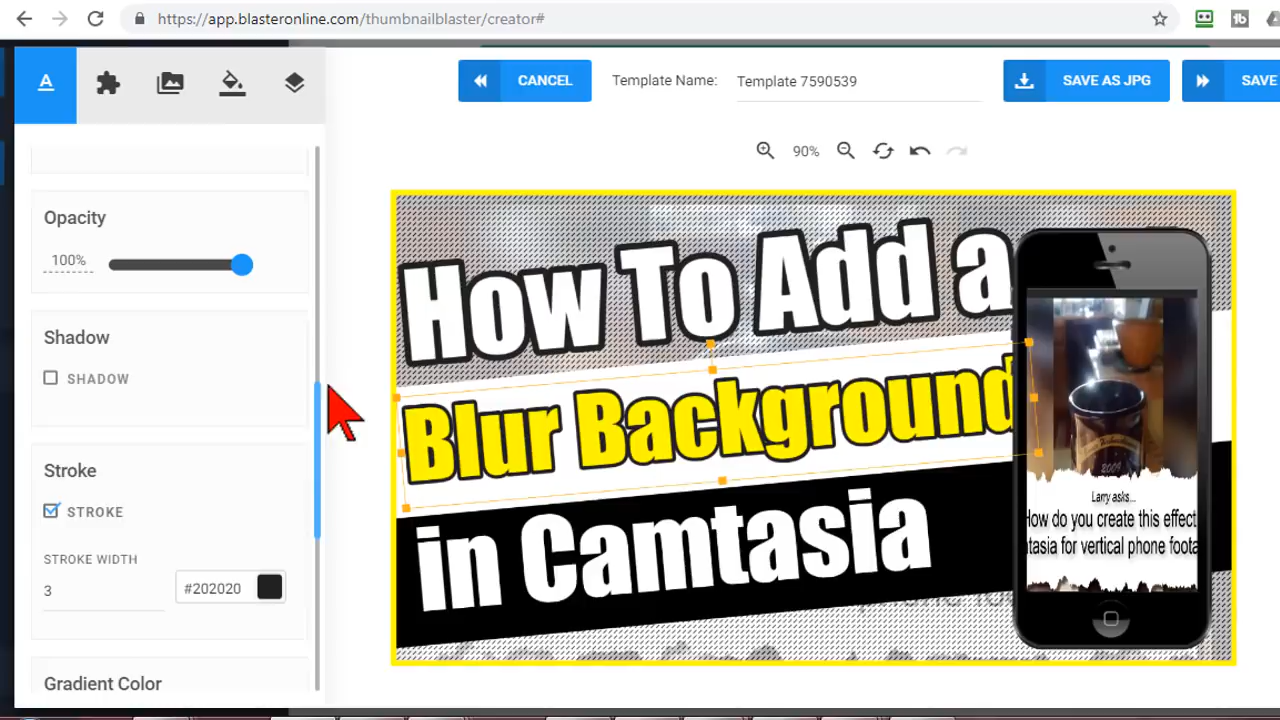 https://app.blasteronline.com/thumbnailblaster/creator#
A
CANCEL
Template Name: Template 7590539
SAVE AS JPG
SAVE
90%
Opacity
100%
Shadow
SHADOW
Stroke
STROKE
STROKE WIDTH
3
#202020
Gradient Color
How To Add a
Blur Background
in Camtasia
2009
Larry asks...
How do you create this effect
tasia for vertical phone foota